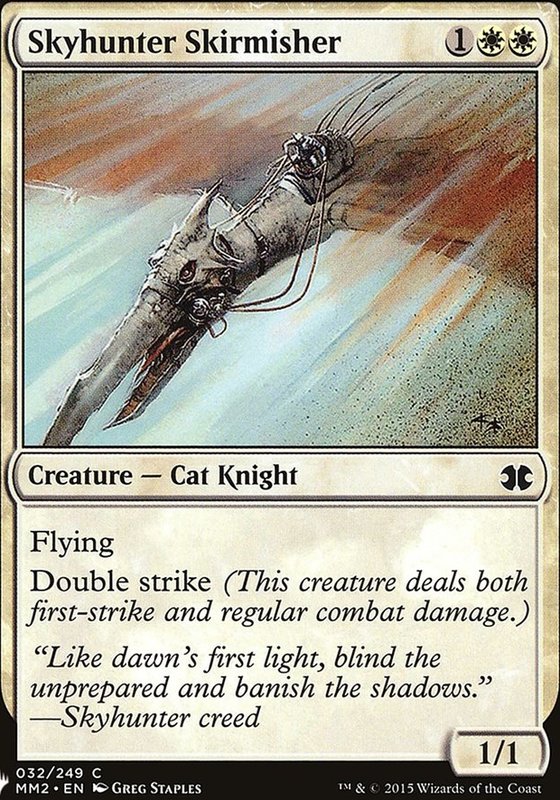 Skyhunter Skirmisher 1
Creature — Cat Knight
Flying
Double strike (This creature deals both
first-strike and regular combat damage.)
“Like dawn’s first light, blind the
unprepared and banish the shadows.”
—Skyhunter creed
1/1
032/249 C
MM2 • EN Greg Staples
™ & © 2015 Wizards of the Coast